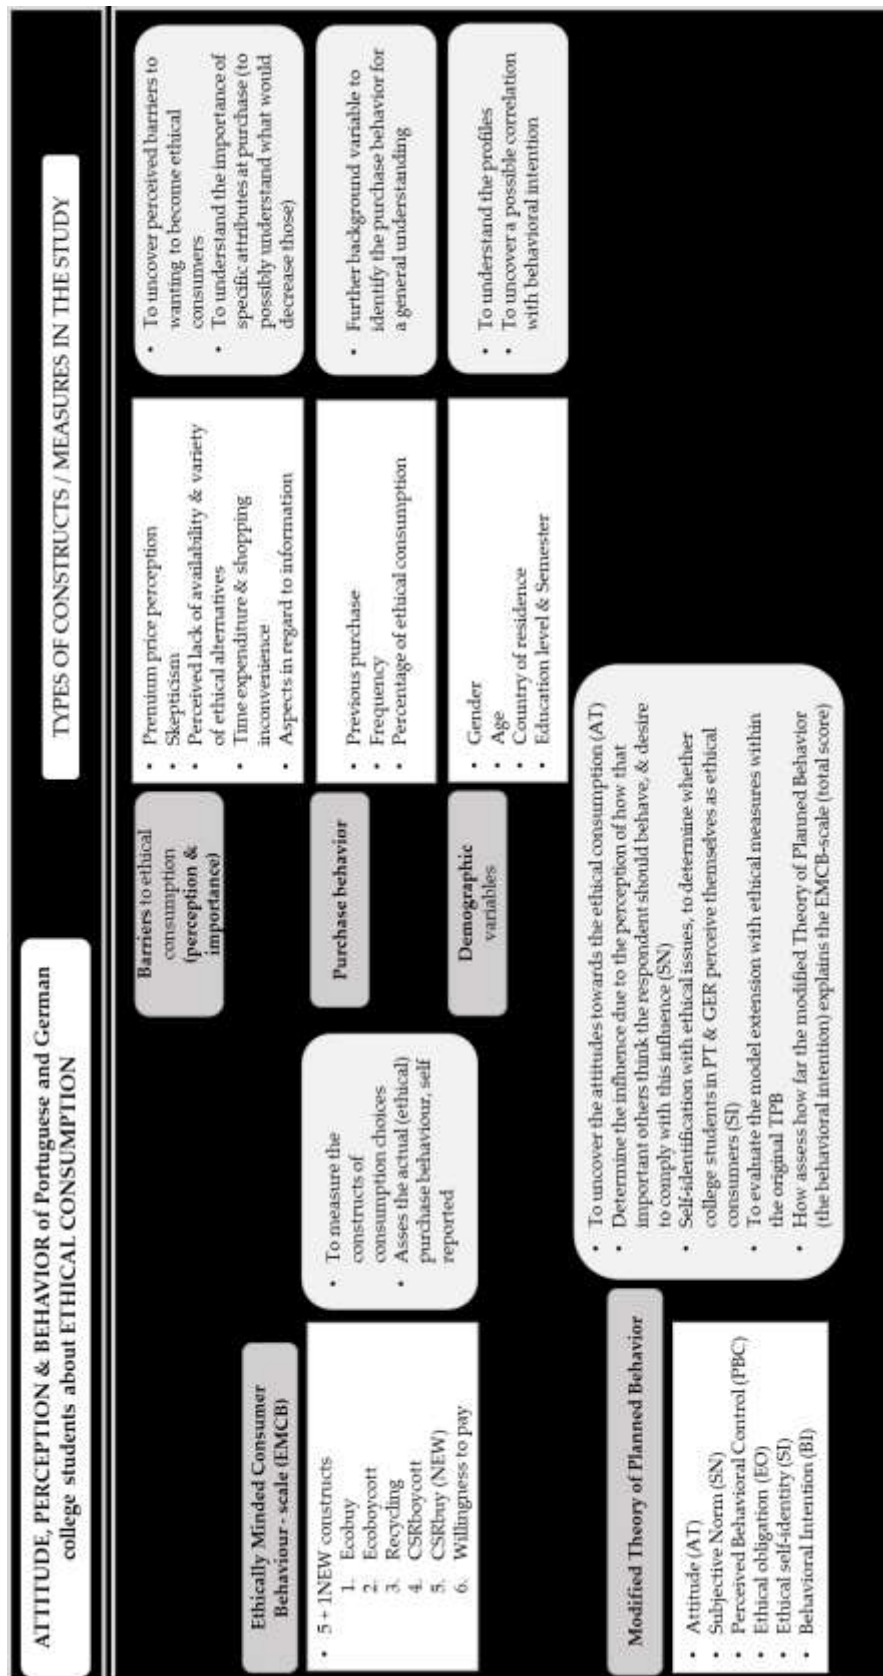 ATTITUDE, PERCEPTION & BEHAVIOR of Portuguese and German
college students about ETHICAL CONSUMPTION
TYPES OF CONSTRUCTS / MEASURES IN THE STUDY
Ethically Minded Consumer
Behaviour - scale (EMCB)
• 5 + 1NEW constructs
1. Ecobuy
2. Ecoboycott
3. Recycling
4. CSRboycott
5. CSRbuy (NEW)
6. Willingness to pay
• To measure the
constructs of
consumption choices
• Asses the actual (ethical)
purchase behaviour, self
reported
Modified Theory of Planned Behavior
• Attitude (AT)
• Subjective Norm (SN)
• Perceived Behavioral Control (PBC)
• Ethical obligation (EO)
• Ethical self-identity (SI)
• Behavioral Intention (BI)
• To uncover the attitudes towards the ethical consumption (AT)
• Determine the influence due to the perception of how that
important others think the respondent should behave, & desire
to comply with this influence (SN)
• Self-identification with ethical issues, to determine whether
college students in PT & GER perceive themselves as ethical
consumers (SI)
• To evaluate the model extension with ethical measures within
the original TPB
• How assess how far the modified Theory of Planned Behavior
(the behavioral intention) explains the EMCB-scale (total score)
Barriers to ethical
consumption
(perception &
importance)
• Premium price perception
• Skepticism
• Perceived lack of availability & variety
of ethical alternatives
• Time expenditure & shopping
inconvenience
• Aspects in regard to information
• To uncover perceived barriers to
wanting to become ethical
consumers
• To understand the importance of
specific attributes at purchase (to
possibly understand what would
decrease those)
Purchase behavior
• Previous purchase
• Frequency
• Percentage of ethical consumption
• Further background variable to
identify the purchase behavior for
a general understanding
Demographic
variables
• Gender
• Age
• Country of residence
• Education level & Semester
• To understand the profiles
• To uncover a possible correlation
with behavioral intention